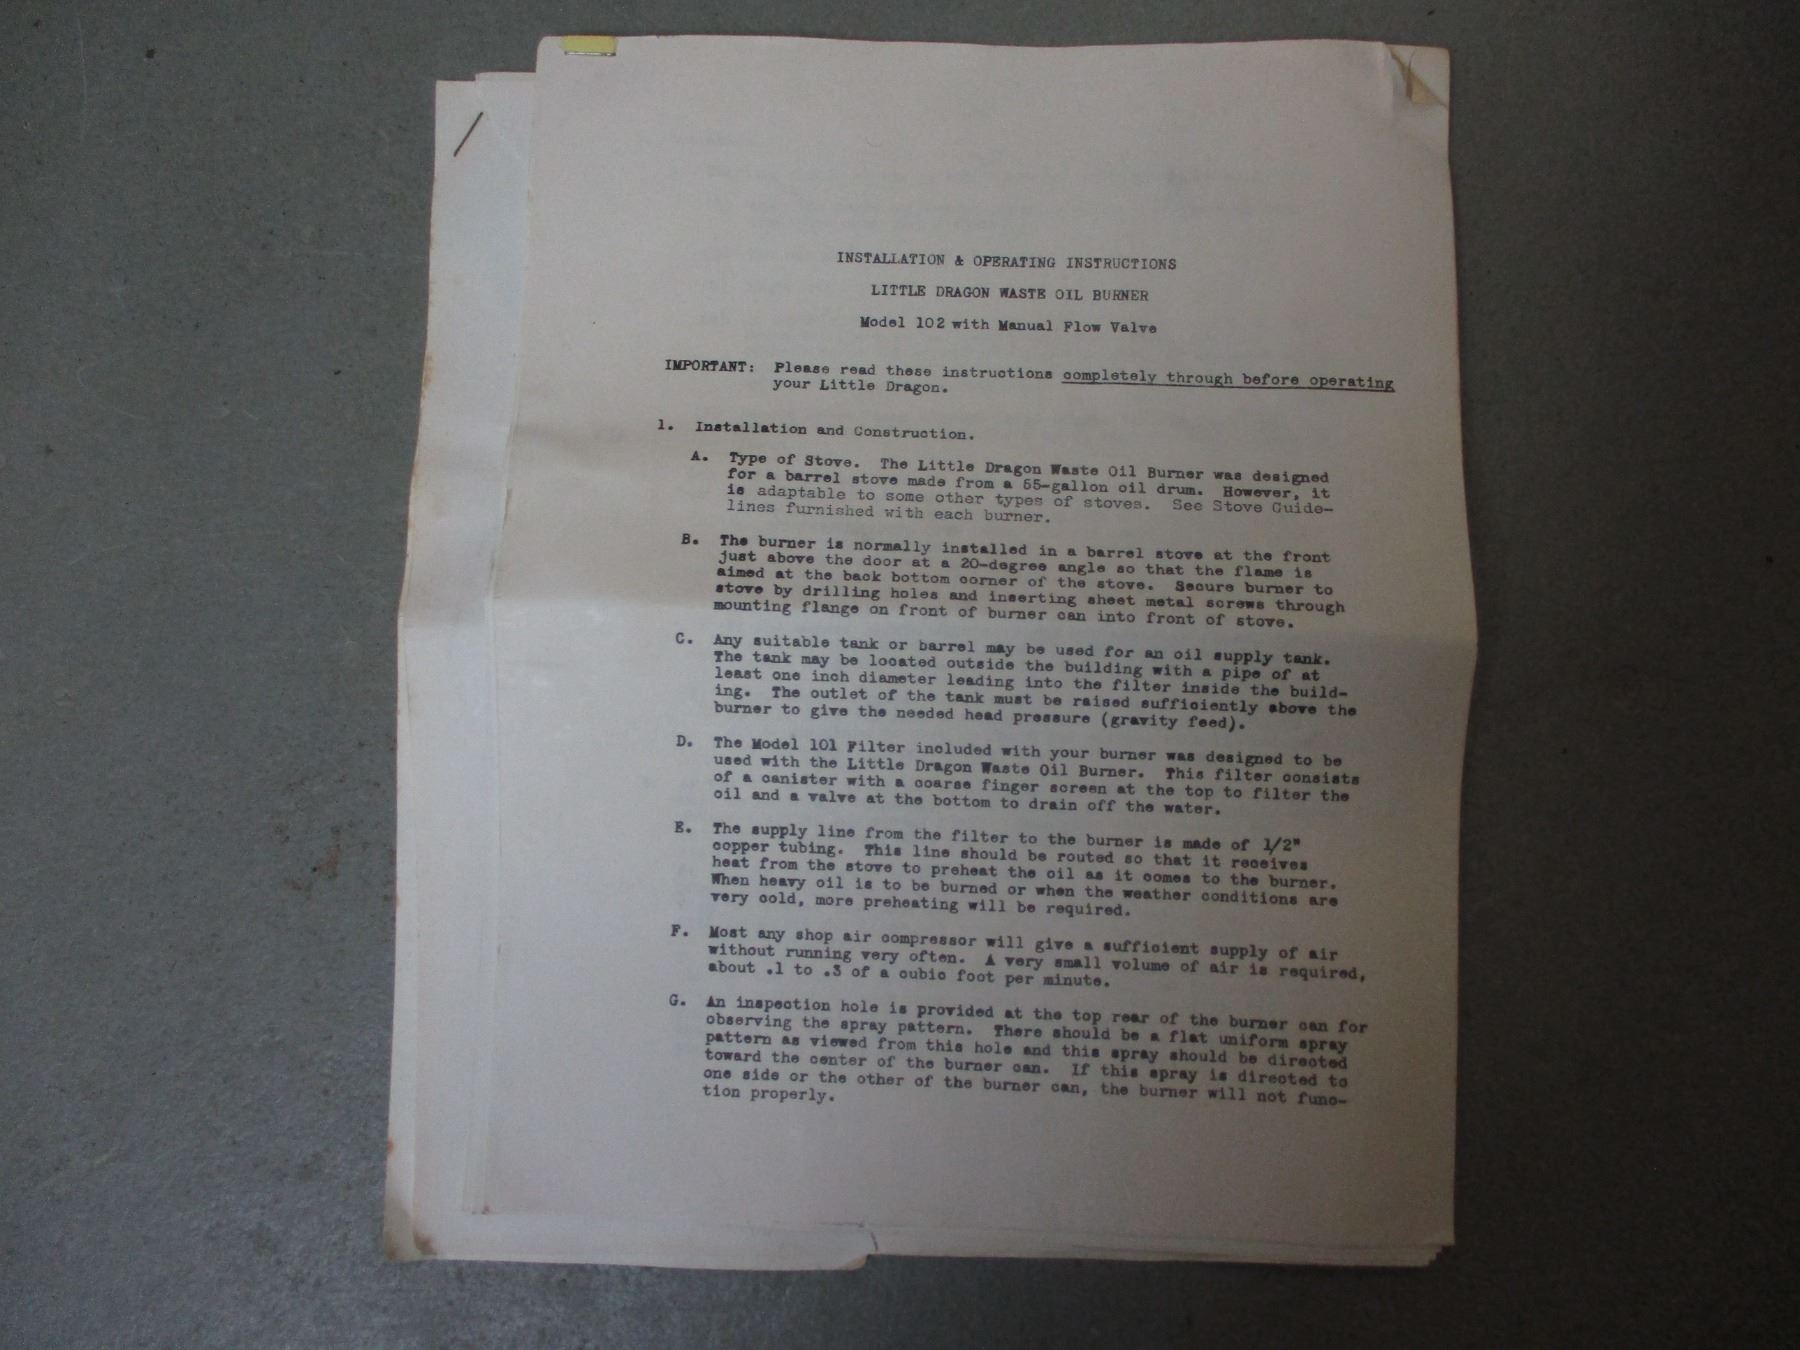 INSTALLATION & OPERATING INSTRUCTIONS
LITTLE DRAGON WASTE OIL BURNER
Model 102 with Manual Flow Valve
IMPORTANT: Please read these instructions completely through before operating
your Little Dragon.
1. Installation and Construction.
A. Type of Stove. The Little Dragon Waste Oil Burner was designed
for a barrel stove made from a 55-gallon oil drum. However, it
is adaptable to some other types of stoves. See Stove Guide-
lines furnished with each burner.
B. The burner is normally installed in a barrel stove at the front
just above the door at a 20-degree angle so that the flame is
aimed at the back bottom corner of the stove. Secure burner to
stove by drilling holes and inserting sheet metal screws through
mounting flange on front of burner can into front of stove.
C. Any suitable tank or barrel may be used for an oil supply tank.
The tank may be located outside the building with a pipe of at
least one inch diameter leading into the filter inside the build-
ing. The outlet of the tank must be raised sufficiently above the
burner to give the needed head pressure (gravity feed).
D. The Model 101 Filter included with your burner was designed to be
used with the Little Dragon Waste Oil Burner. This filter consists
of a canister with a coarse finger screen at the top to filter the
oil and a valve at the bottom to drain off the water.
E. The supply line from the filter to the burner is made of 1/2"
copper tubing. This line should be routed so that it receives
heat from the stove to preheat the oil as it comes to the burner.
When heavy oil is to be burned or when the weather conditions are
very cold, more preheating will be required.
F. Most any shop air compressor will give a sufficient supply of air
without running very often. A very small volume of air is required,
about .1 to .3 of a cubic foot per minute.
G. An inspection hole is provided at the top rear of the burner can for
observing the spray pattern. There should be a flat uniform spray
pattern as viewed from this hole and this spray should be directed
toward the center of the burner can. If this spray is directed to
one side or the other of the burner can, the burner will not func-
tion properly.